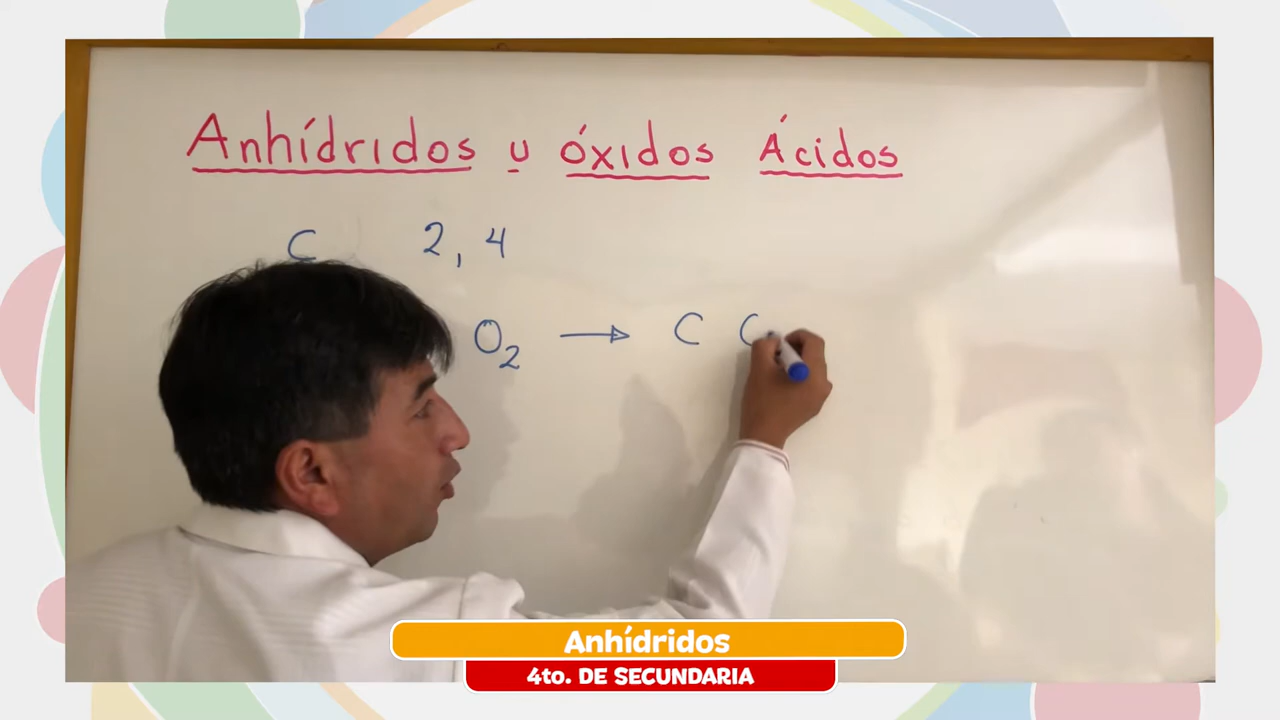 Anhídridos u óxidos Ácidos
C 2, 4
O2 → C
Anhídridos
4to. DE SECUNDARIA